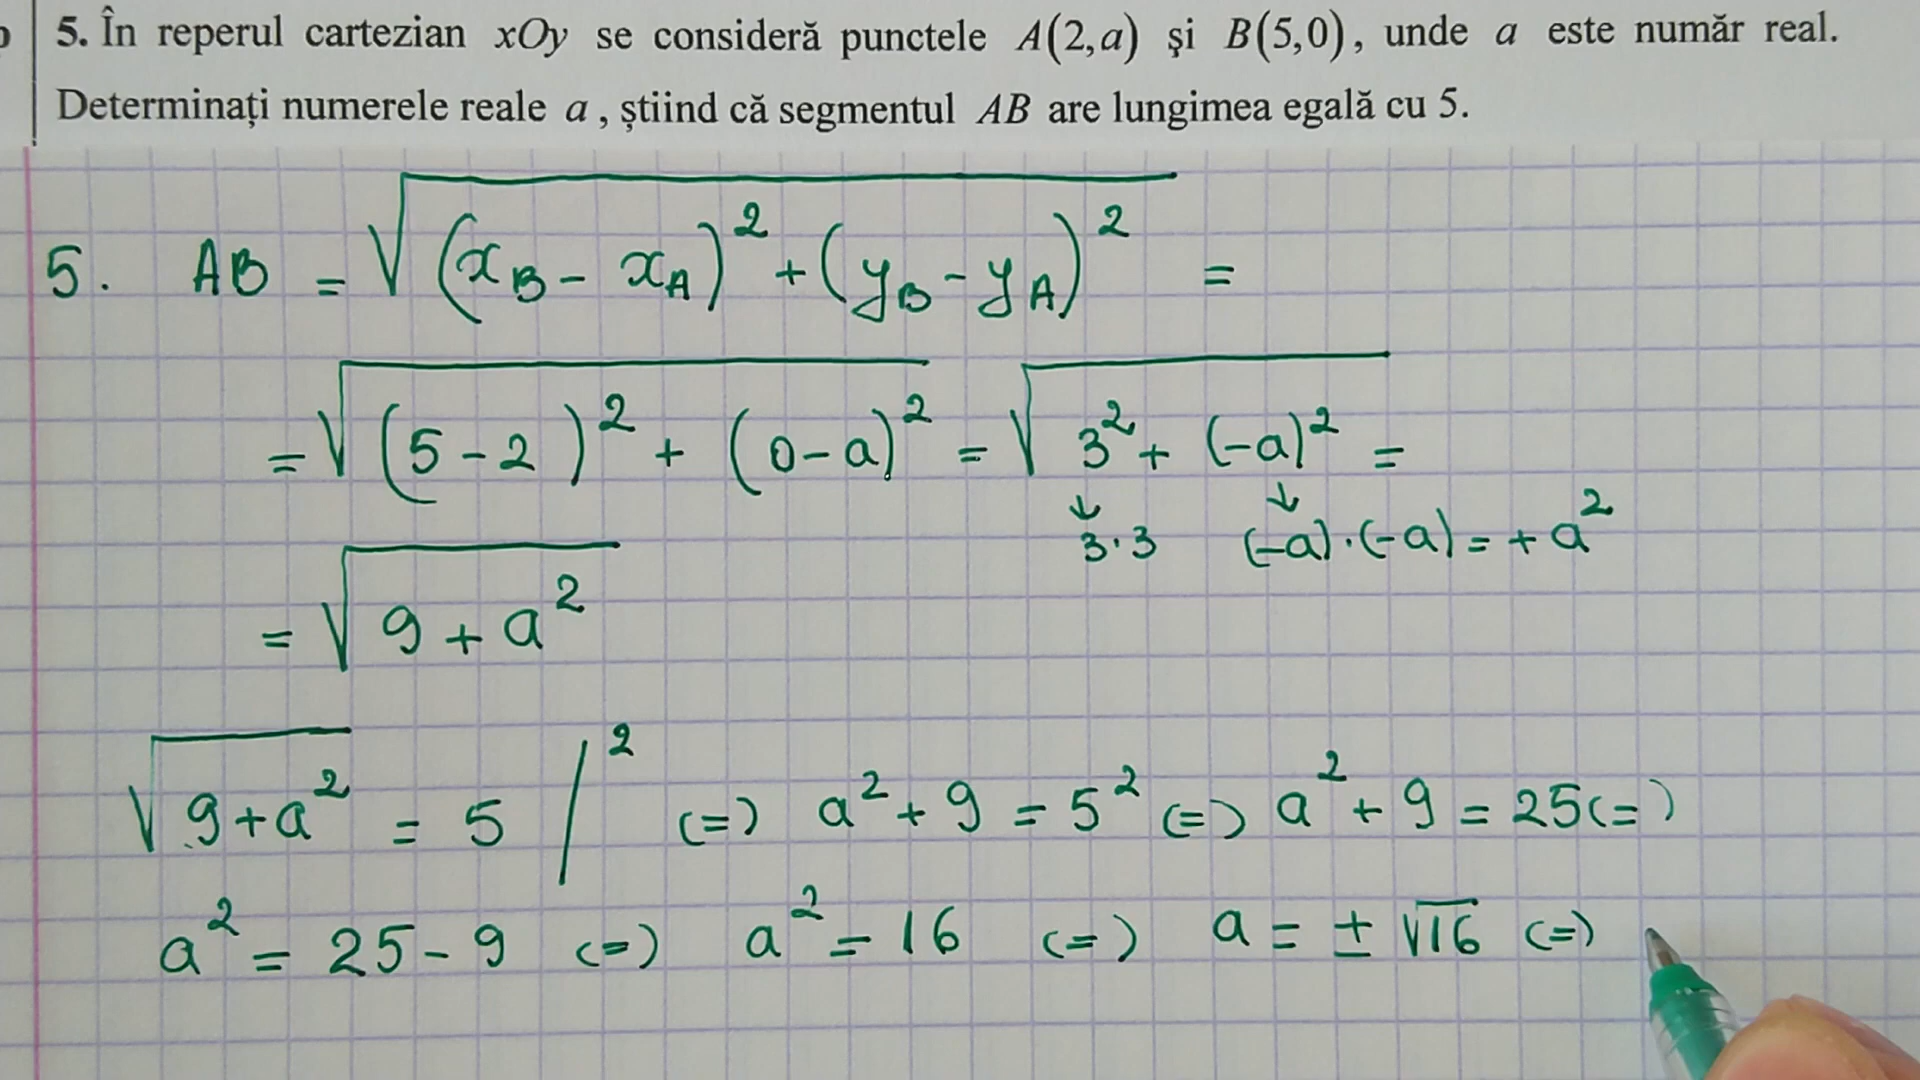 5. În reperul cartezian xOy se consideră punctele A(2,a) şi B(5,0), unde a este număr real.
Determinați numerele reale a, știind că segmentul AB are lungimea egală cu 5.
5. AB = √((x_B - x_A)² + (y_B - y_A)²) =
= √((5 - 2)² + (0 - a)²) = √(3² + (-a)²) =
↓ ↓
3·3 (-a)·(-a) = + a²
= √(9 + a²)
√(9 + a²) = 5 /² (=) a² + 9 = 5² (=) a² + 9 = 25 (=)
a² = 25 - 9 (=) a² = 16 (=) a = ± √16 (=)